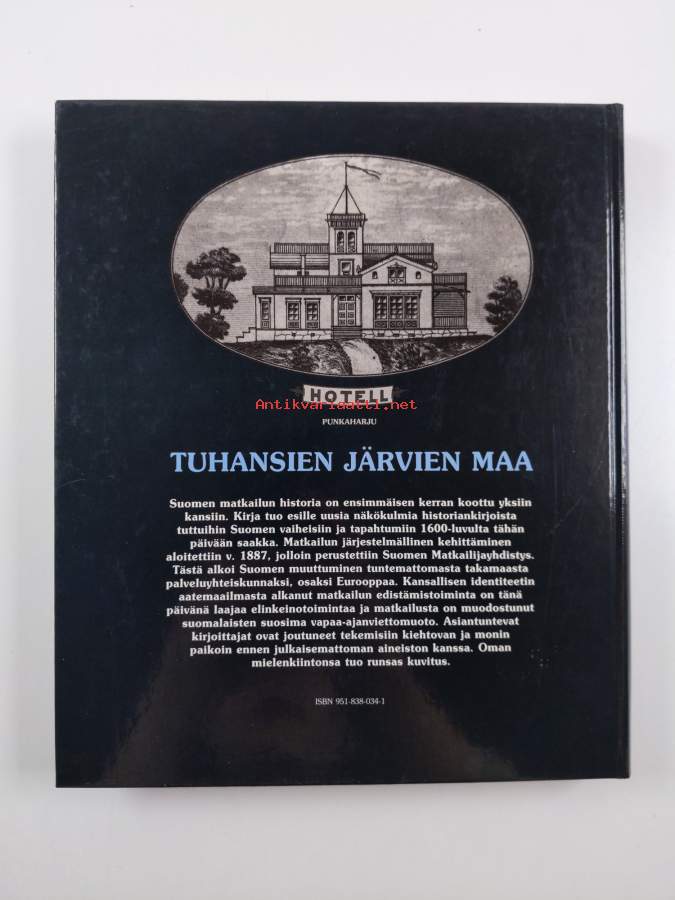 HOTELL
Antikvariaatti.net
PUNKAHARJU
TUHANSIEN JÄRVIEN MAA
Suomen matkailun historia on ensimmäisen kerran koottu yksiin
kansiin. Kirja tuo esille uusia näkökulmia historiankirjoista
tuttuihin Suomen vaiheisiin ja tapahtumiin 1600-luvulta tähän
päivään saakka. Matkailun järjestelmällinen kehittäminen
aloitettiin v. 1887, jolloin perustettiin Suomen Matkailijayhdistys.
Tästä alkoi Suomen muuttuminen tuntemattomasta takamaasta
palveluyhteiskunnaksi, osaksi Eurooppaa. Kansallisen identiteetin
aatemaailmasta alkanut matkailun edistämistoiminta on tänä
päivänä laajaa elinkeinotoimintaa ja matkailusta on muodostunut
suomalaisten suosima vapaa-ajanviettomuoto. Asiantuntevat
kirjoittajat ovat joutuneet tekemisiin kiehtovan ja monin
paikoin ennen julkaisemattoman aineiston kanssa. Oman
mielenkiintonsa tuo runsas kuvitus.
ISBN 951-838-034-1